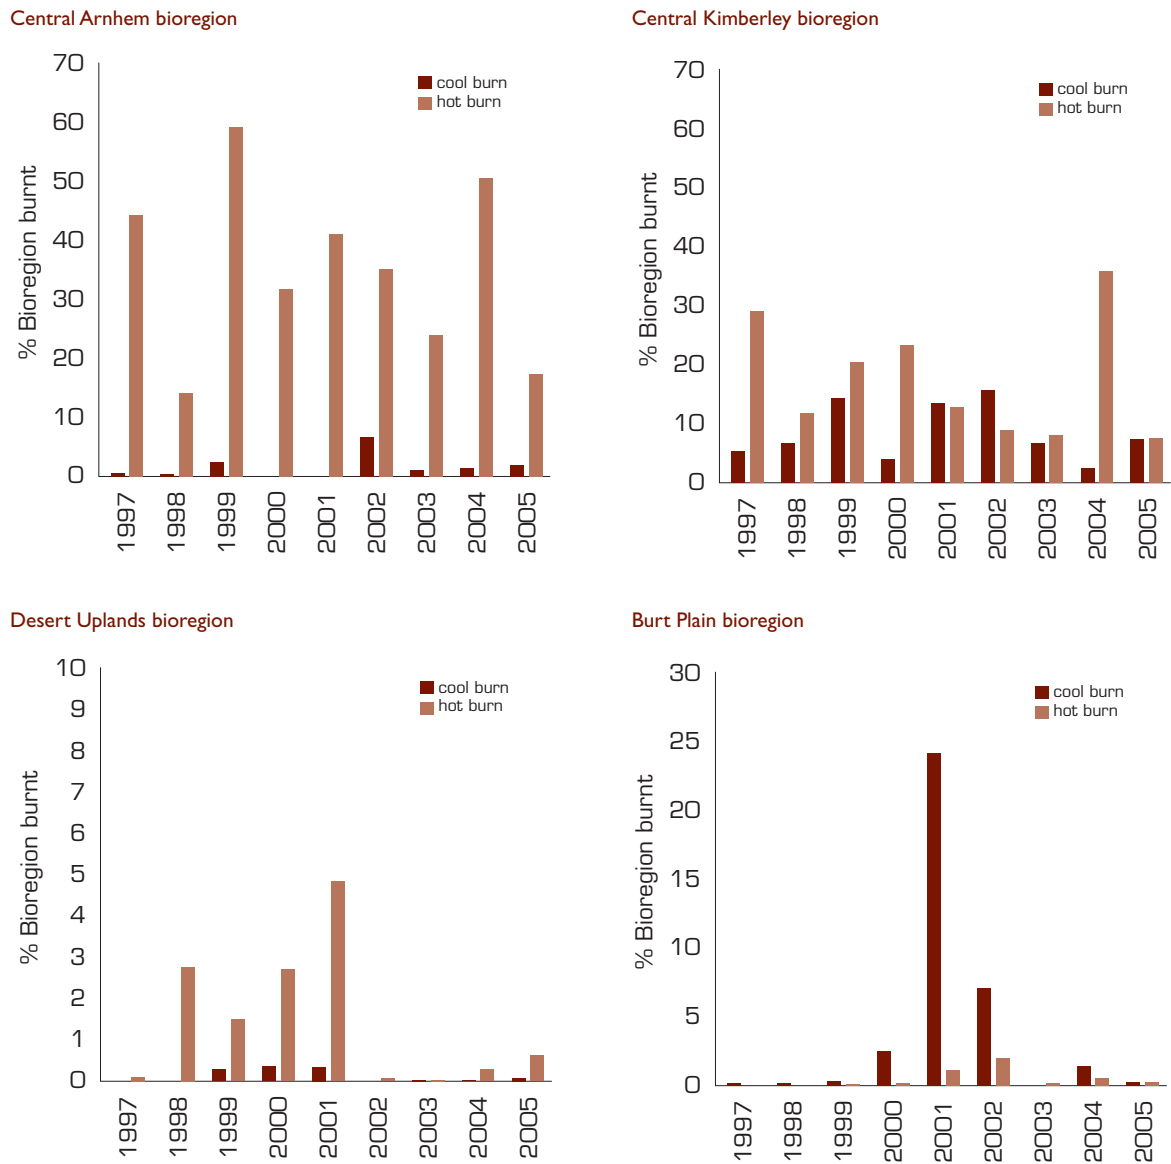 Central Arnhem bioregion
% Bioregion burnt
70
60
50
40
30
20
10
0
cool burn
hot burn
1997 1998 1999 2000 2001 2002 2003 2004 2005
Central Kimberley bioregion
% Bioregion burnt
70
60
50
40
30
20
10
0
cool burn
hot burn
1997 1998 1999 2000 2001 2002 2003 2004 2005
Desert Uplands bioregion
% Bioregion burnt
10
9
8
7
6
5
4
3
2
1
0
cool burn
hot burn
1997 1998 1999 2000 2001 2002 2003 2004 2005
Burt Plain bioregion
% Bioregion burnt
30
25
20
15
10
5
0
cool burn
hot burn
1997 1998 1999 2000 2001 2002 2003 2004 2005